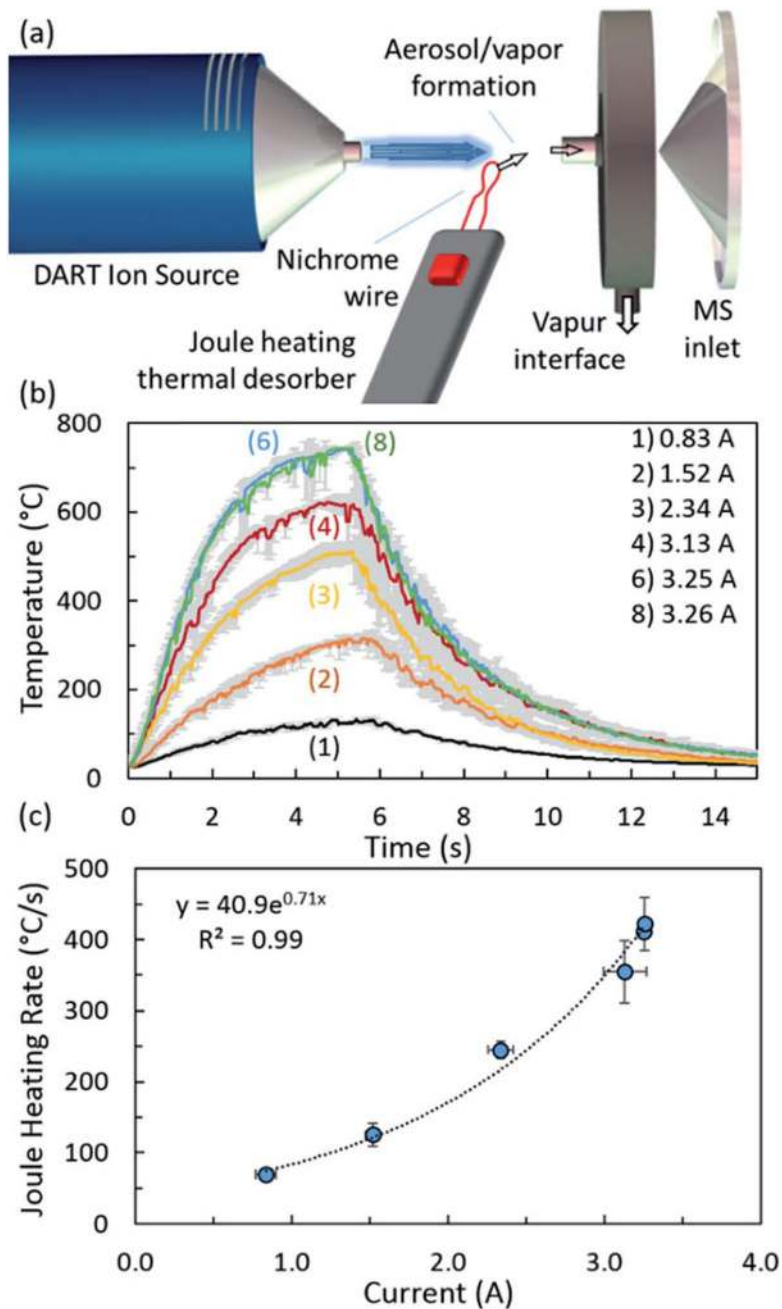 (a)
Aerosol/vapor
formation
DART Ion Source
Nichrome
wire
Joule heating
thermal desorber
Vapur
interface
MS
inlet
(b)
Temperature (°C)
800
600
400
200
0
(6)
(8)
(4)
(3)
(2)
(1)
1) 0.83 A
2) 1.52 A
3) 2.34 A
4) 3.13 A
6) 3.25 A
8) 3.26 A
0 2 4 6 8 10 12 14
Time (s)
(c)
Joule Heating Rate (°C/s)
500
400
300
200
100
0
y = 40.9e^0.71x
R² = 0.99
0.0 1.0 2.0 3.0 4.0
Current (A)